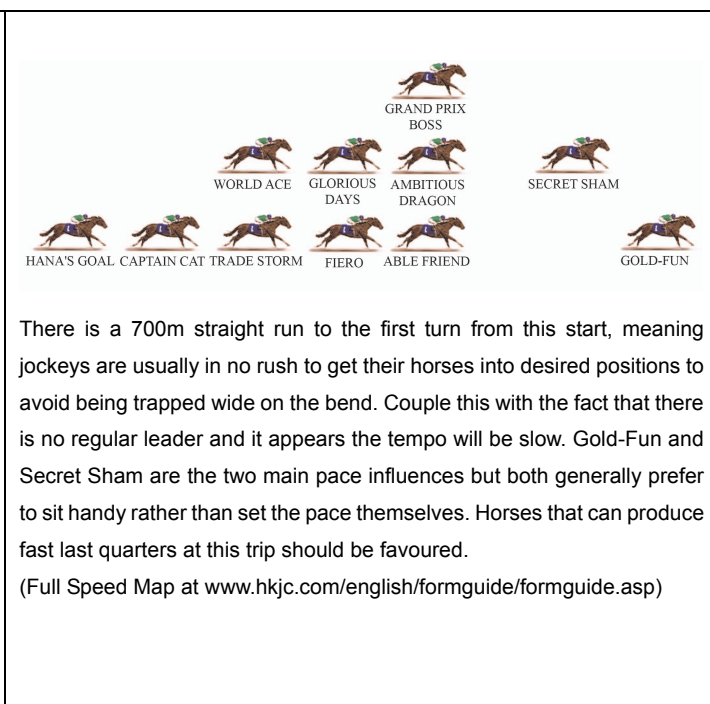 GRAND PRIX
BOSS
WORLD ACE GLORIOUS DAYS AMBITIOUS DRAGON SECRET SHAM
HANA'S GOAL CAPTAIN CAT TRADE STORM FIERO ABLE FRIEND GOLD-FUN
There is a 700m straight run to the first turn from this start, meaning
jockeys are usually in no rush to get their horses into desired positions to
avoid being trapped wide on the bend. Couple this with the fact that there
is no regular leader and it appears the tempo will be slow. Gold-Fun and
Secret Sham are the two main pace influences but both generally prefer
to sit handy rather than set the pace themselves. Horses that can produce
fast last quarters at this trip should be favoured.
(Full Speed Map at www.hkjc.com/english/formguide/formguide.asp)